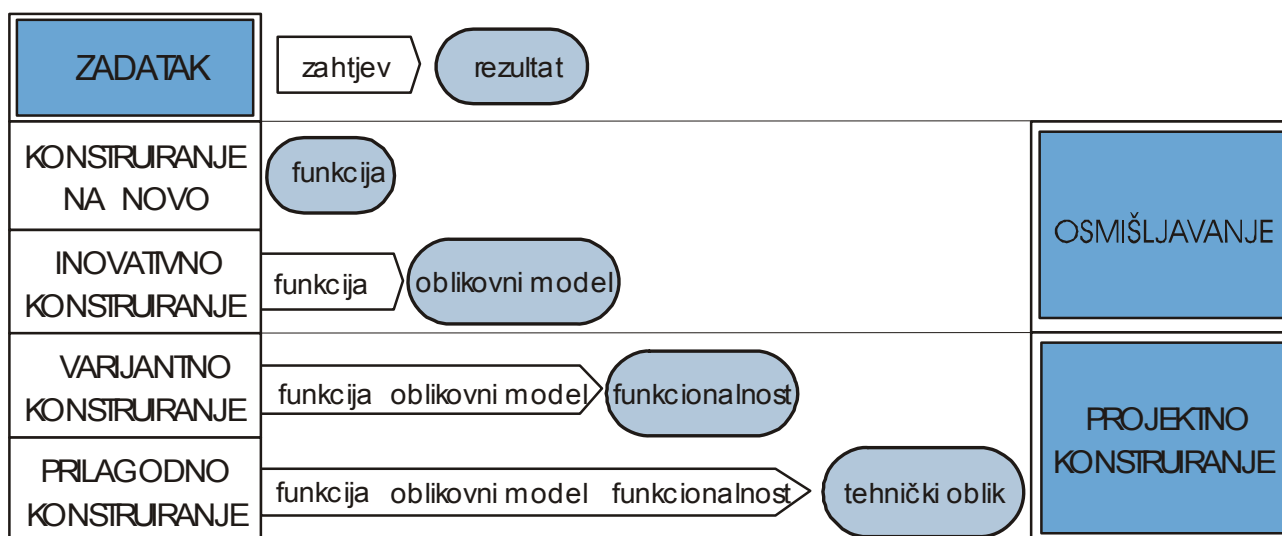 ZADATAK
zahtjev
rezultat
KONSTRUIRANJE
NA NOVO
funkcija
OSMIŠLJAVANJE
INOVATIVNO
KONSTRUIRANJE
funkcija
oblikovni model
VARIJANTNO
KONSTRUIRANJE
funkcija oblikovni model
funkcionalnost
PROJEKTNO
KONSTRUIRANJE
PRILAGODNO
KONSTRUIRANJE
funkcija oblikovni model funkcionalnost
tehnički oblik